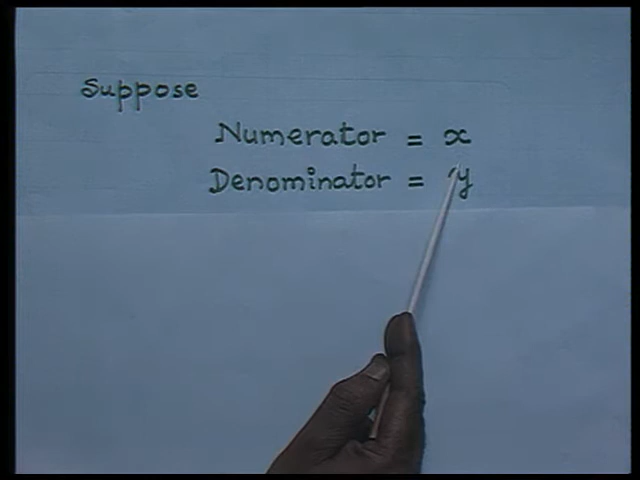 Suppose
Numerator = x
Denominator = y